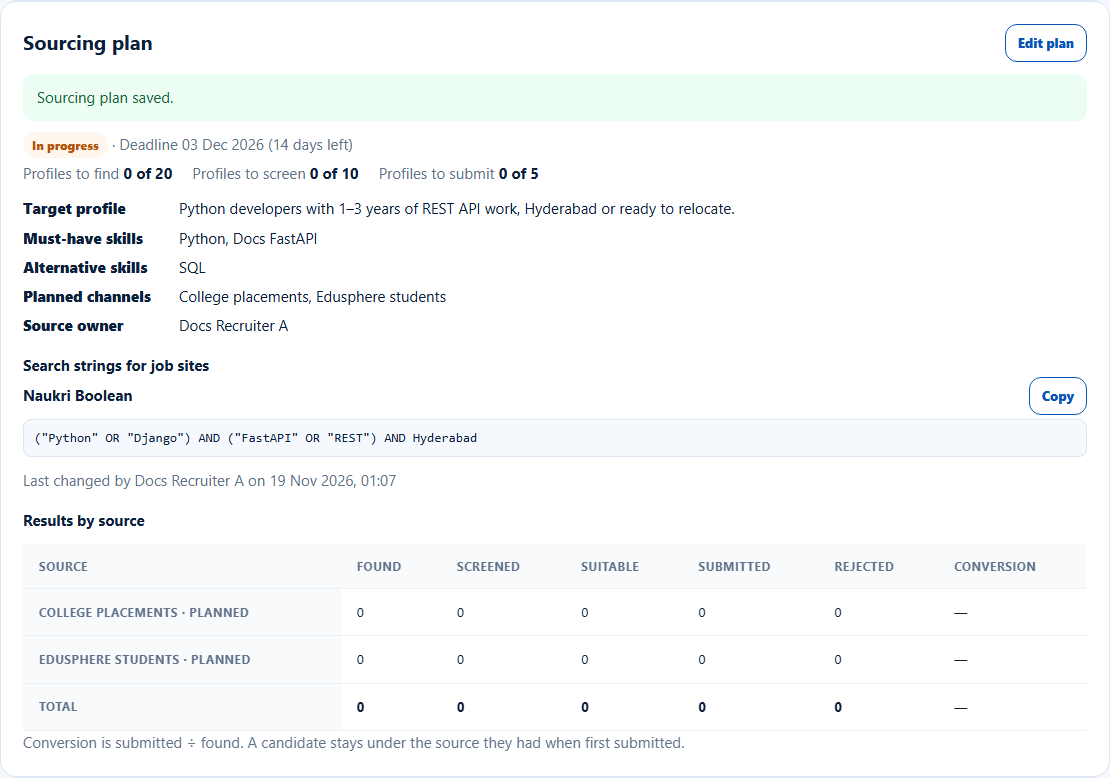 Sourcing plan
Edit plan
Sourcing plan saved.
In progress · Deadline 03 Dec 2026 (14 days left)
Profiles to find 0 of 20 Profiles to screen 0 of 10 Profiles to submit 0 of 5
Target profile Python developers with 1–3 years of REST API work, Hyderabad or ready to relocate.
Must-have skills Python, Docs FastAPI
Alternative skills SQL
Planned channels College placements, Edusphere students
Source owner Docs Recruiter A
Search strings for job sites
Naukri Boolean
Copy
("Python" OR "Django") AND ("FastAPI" OR "REST") AND Hyderabad
Last changed by Docs Recruiter A on 19 Nov 2026, 01:07
Results by source
SOURCE FOUND SCREENED SUITABLE SUBMITTED REJECTED CONVERSION
COLLEGE PLACEMENTS · PLANNED 0 0 0 0 0 —
EDUSPHERE STUDENTS · PLANNED 0 0 0 0 0 —
TOTAL 0 0 0 0 0 —
Conversion is submitted ÷ found. A candidate stays under the source they had when first submitted.